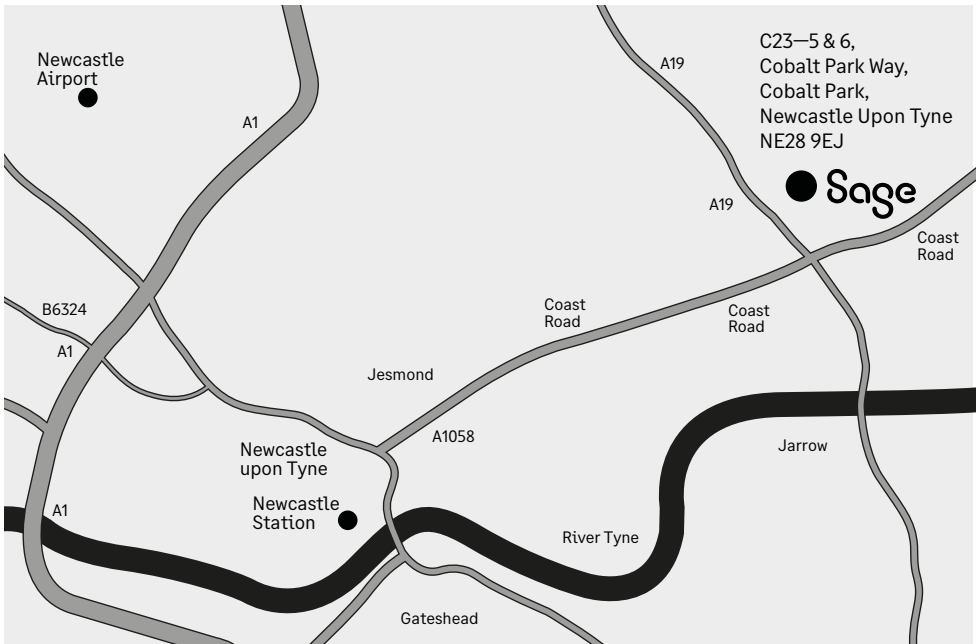 Newcastle
Airport
A1
A19
C23—5 & 6,
Cobalt Park Way,
Cobalt Park,
Newcastle Upon Tyne
NE28 9EJ
Sage
A19
Coast
Road
B6324
A1
Coast
Road
Coast
Road
Jesmond
A1058
Newcastle
upon Tyne
Jarrow
Newcastle
Station
A1
River Tyne
Gateshead